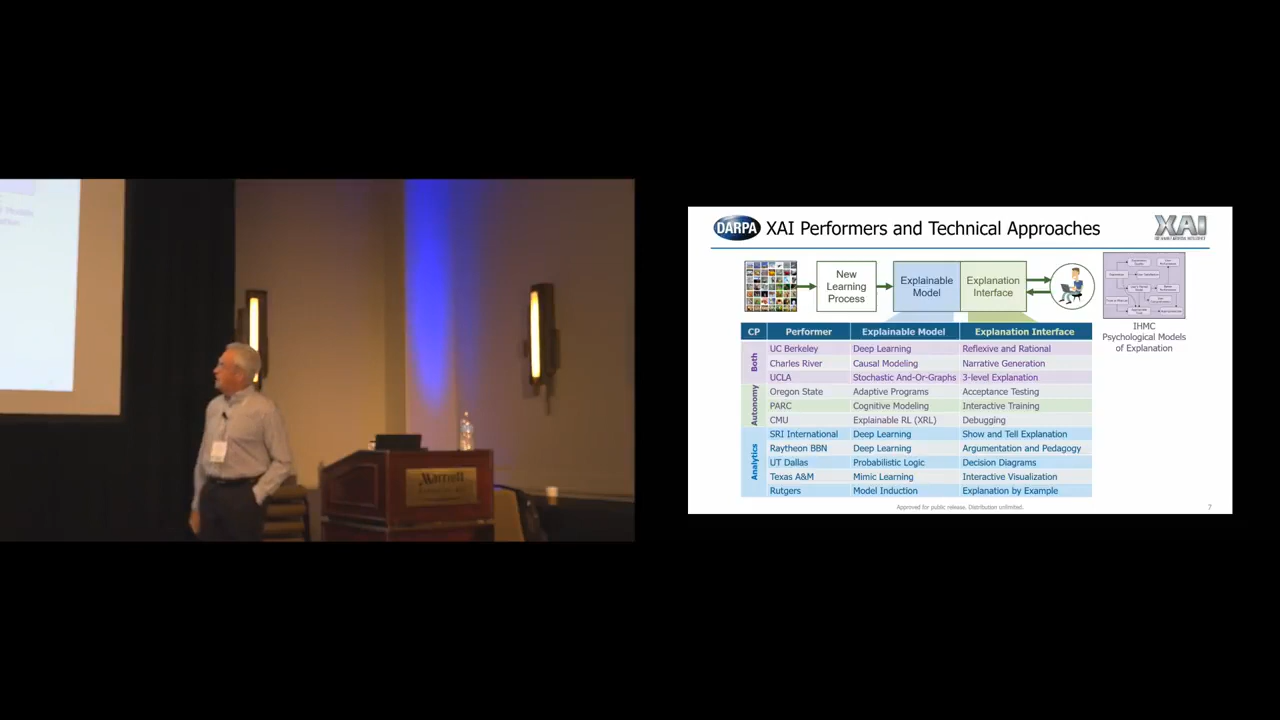 DARPA XAI Performers and Technical Approaches XAI
New
Learning
Process
Explainable
Model
Explanation
Interface
IHMC
Psychological Models
of Explanation
CP Performer Explainable Model Explanation Interface
Both
UC Berkeley Deep Learning Reflexive and Rational
Charles River Causal Modeling Narrative Generation
UCLA Stochastic And-Or-Graphs 3-level Explanation
Autonomy
Oregon State Adaptive Programs Acceptance Testing
PARC Cognitive Modeling Interactive Training
CMU Explainable RL (XRL) Debugging
Analytics
SRI International Deep Learning Show and Tell Explanation
Raytheon BBN Deep Learning Argumentation and Pedagogy
UT Dallas Probabilistic Logic Decision Diagrams
Texas A&M Mimic Learning Interactive Visualization
Rutgers Model Induction Explanation by Example
Approved for public release. Distribution unlimited.
7
Marriott